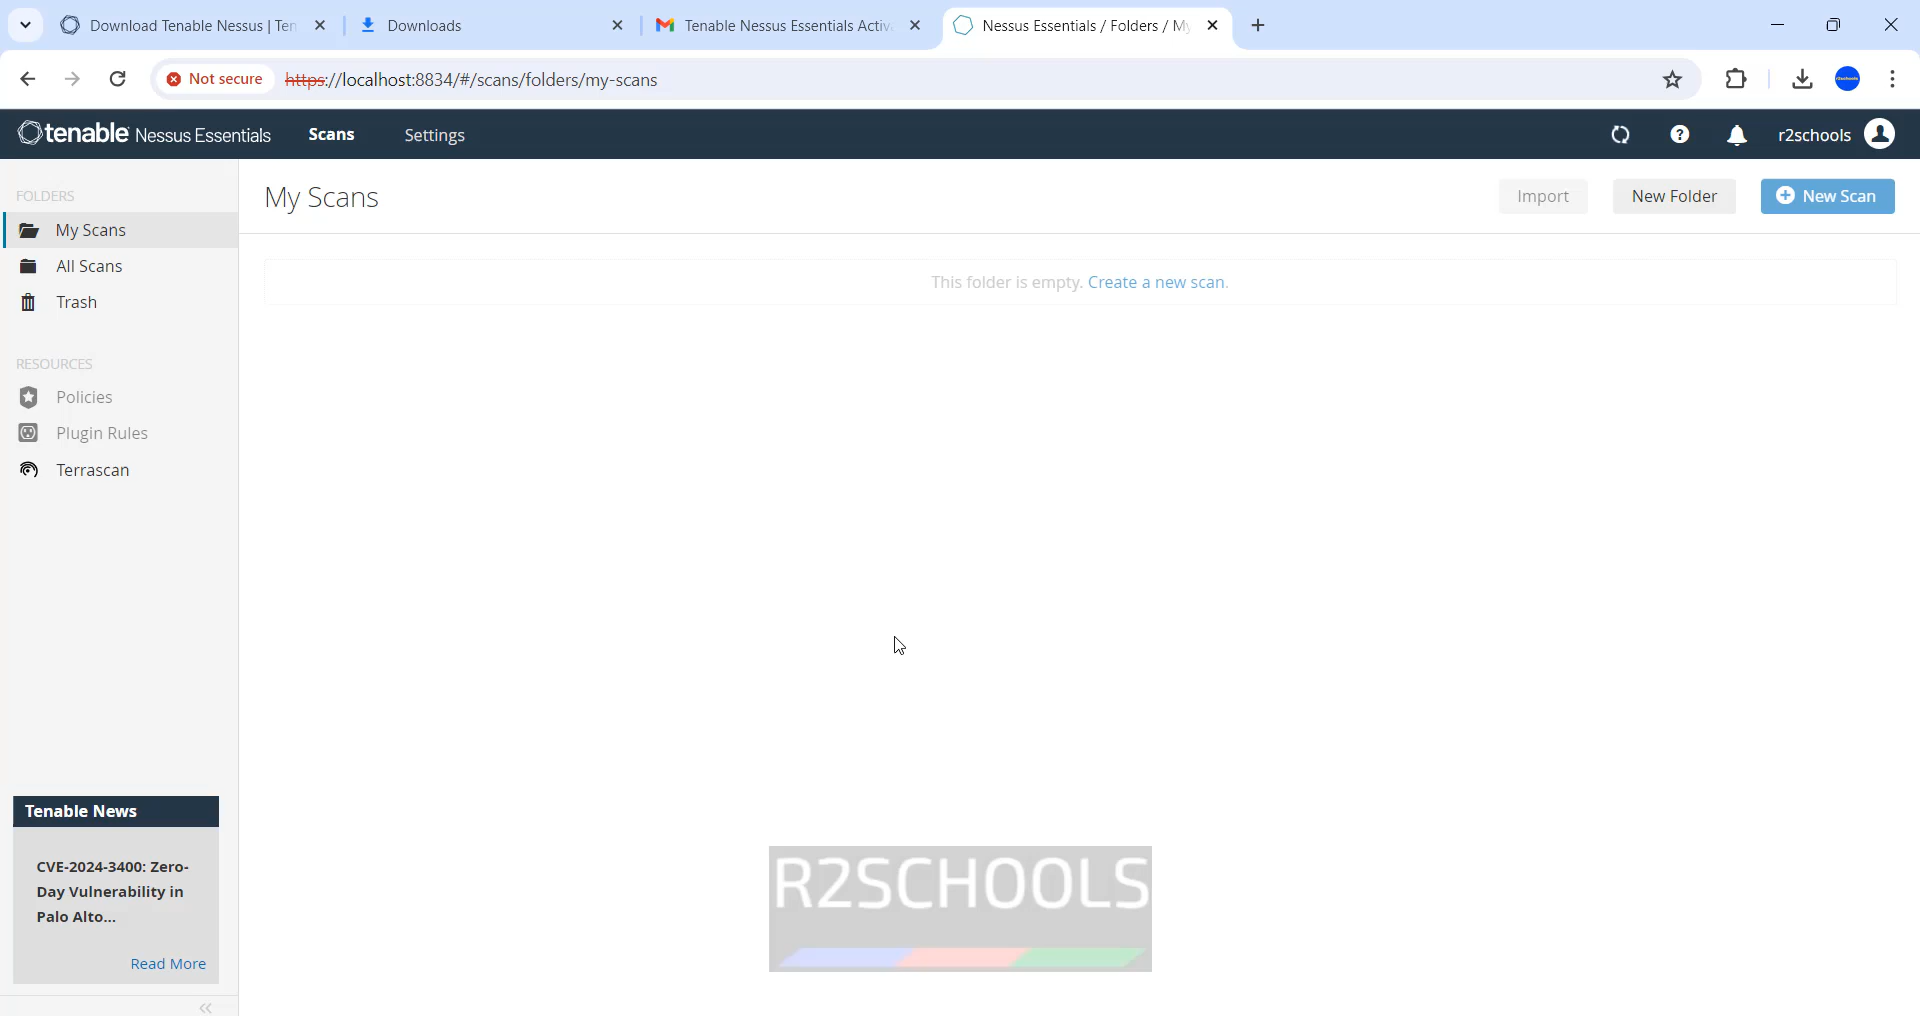 Download Tenable Nessus | Ten
Downloads
Tenable Nessus Essentials Activ
Nessus Essentials / Folders / My
Not secure
https://localhost:8834/#/scans/folders/my-scans
tenable Nessus Essentials
Scans
Settings
r2schools
FOLDERS
My Scans
All Scans
Trash
RESOURCES
Policies
Plugin Rules
Terrascan
My Scans
Import
New Folder
New Scan
This folder is empty. Create a new scan.
Tenable News
CVE-2024-3400: Zero-
Day Vulnerability in
Palo Alto...
Read More
R2SCHOOLS